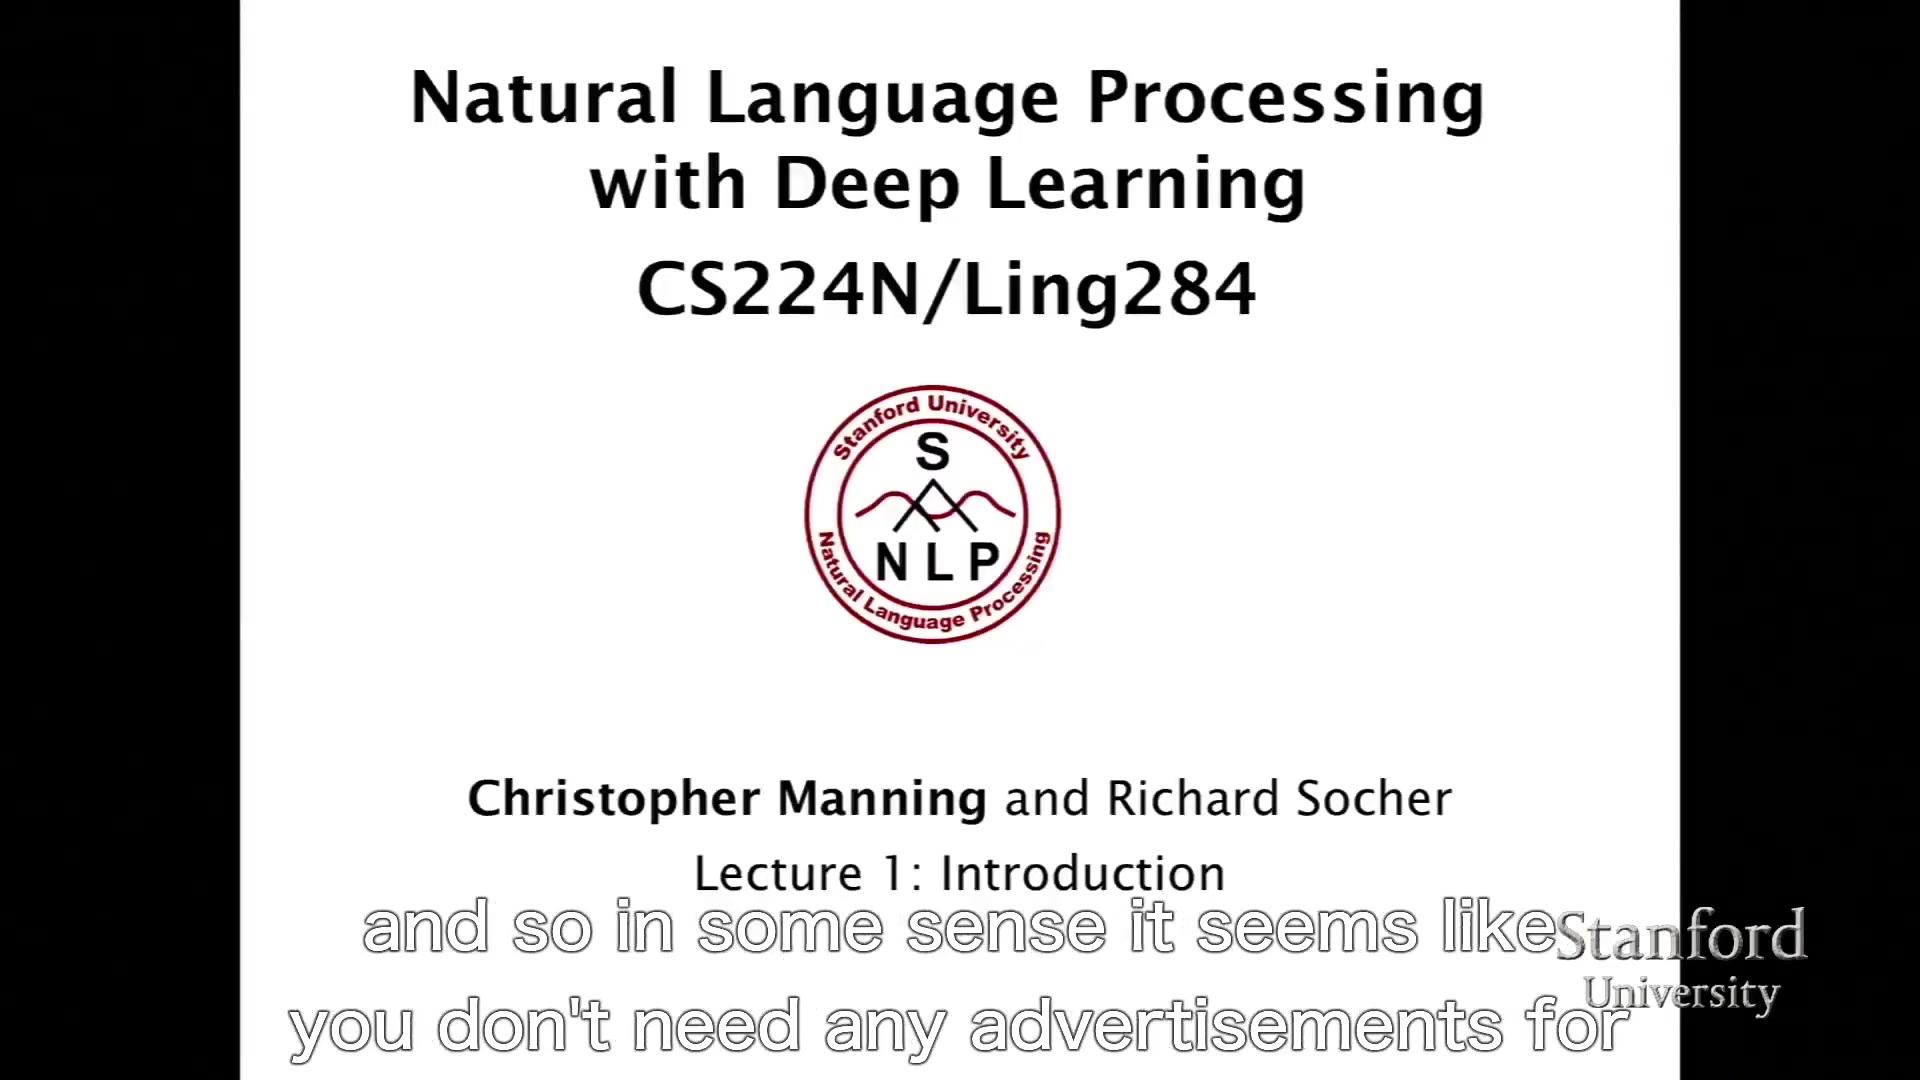 Natural Language Processing
with Deep Learning
CS224N/Ling284
Stanford University
S
NLP
Natural Language Processing
Christopher Manning and Richard Socher
Lecture 1: Introduction
and so in some sense it seems like
you don't need any advertisements for
Stanford
University